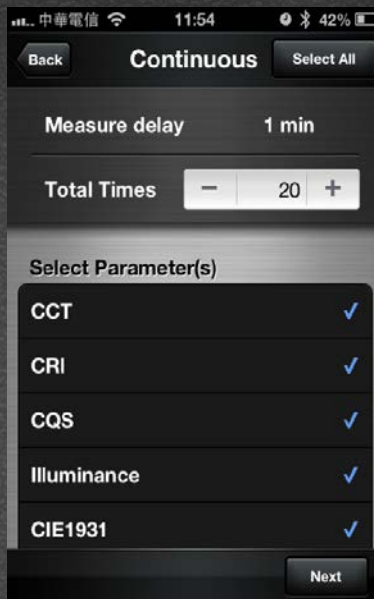 中華電信 11:54 42%
Back Continuous Select All
Measure delay 1 min
Total Times − 20 +
Select Parameter(s)
CCT ✓
CRI ✓
CQS ✓
Illuminance ✓
CIE1931 ✓
Next